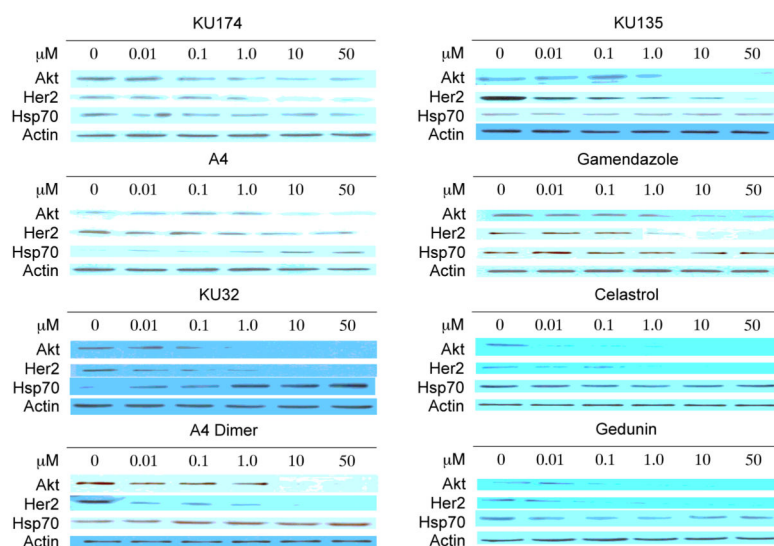 KU174
μM 0 0.01 0.1 1.0 10 50
Akt
Her2
Hsp70
Actin
A4
μM 0 0.01 0.1 1.0 10 50
Akt
Her2
Hsp70
Actin
KU32
μM 0 0.01 0.1 1.0 10 50
Akt
Her2
Hsp70
Actin
A4 Dimer
μM 0 0.01 0.1 1.0 10 50
Akt
Her2
Hsp70
Actin
KU135
μM 0 0.01 0.1 1.0 10 50
Akt
Her2
Hsp70
Actin
Gamendazole
μM 0 0.01 0.1 1.0 10 50
Akt
Her2
Hsp70
Actin
Celastrol
μM 0 0.01 0.1 1.0 10 50
Akt
Her2
Hsp70
Actin
Gedunin
μM 0 0.01 0.1 1.0 10 50
Akt
Her2
Hsp70
Actin